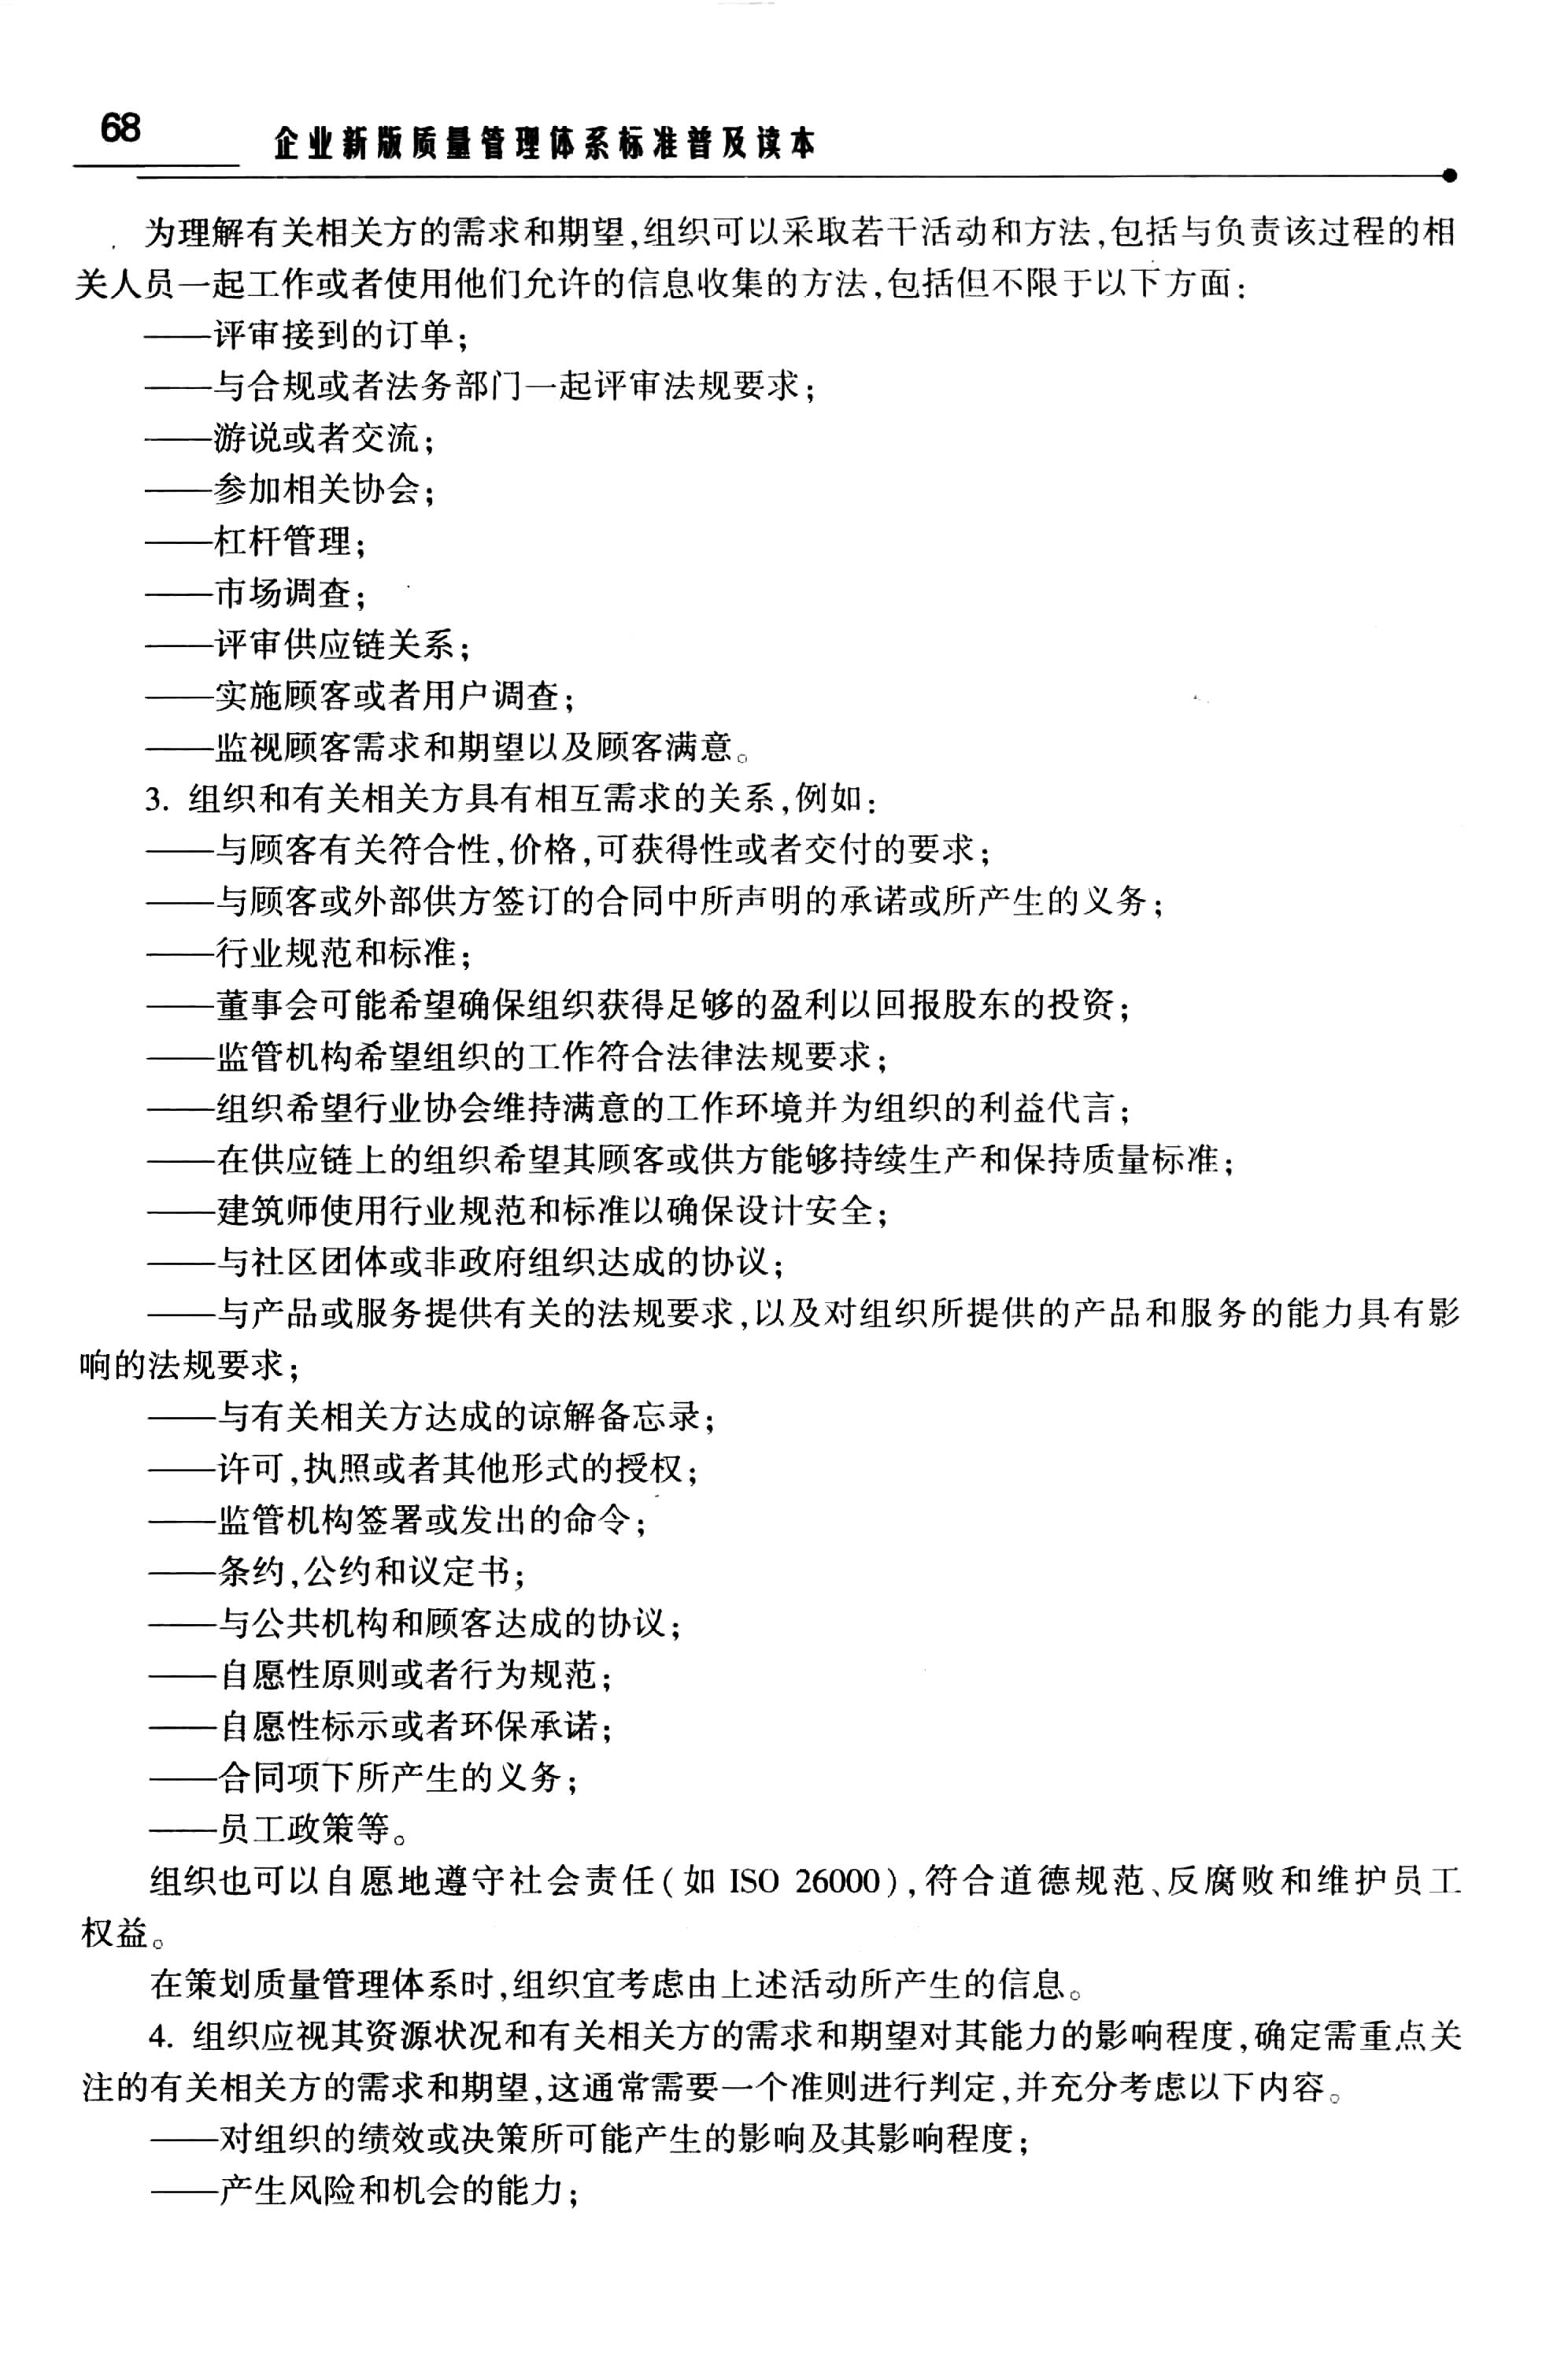 68
企业新版质量管理体系标准普及读本
为理解有关相关方的需求和期望,组织可以采取若干活动和方法,包括与负责该过程的相
关人员一起工作或者使用他们允许的信息收集的方法,包括但不限于以下方面:
——评审接到的订单;
——与合规或者法务部门一起评审法规要求;
——游说或者交流;
——参加相关协会;
——杠杆管理;
——市场调查;
——评审供应链关系;
——实施顾客或者用户调查;
——监视顾客需求和期望以及顾客满意。
3. 组织和有关相关方具有相互需求的关系,例如:
——与顾客有关符合性,价格,可获得性或者交付的要求;
——与顾客或外部供方签订的合同中所声明的承诺或所产生的义务;
——行业规范和标准;
——董事会可能希望确保组织获得足够的盈利以回报股东的投资;
——监管机构希望组织的工作符合法律法规要求;
——组织希望行业协会维持满意的工作环境并为组织的利益代言;
——在供应链上的组织希望其顾客或供方能够持续生产和保持质量标准;
——建筑师使用行业规范和标准以确保设计安全;
——与社区团体或非政府组织达成的协议;
——与产品或服务提供有关的法规要求,以及对组织所提供的产品和服务的能力具有影
响的法规要求;
——与有关相关方达成的谅解备忘录;
——许可,执照或者其他形式的授权;
——监管机构签署或发出的命令;
——条约,公约和议定书;
——与公共机构和顾客达成的协议;
——自愿性原则或者行为规范;
——自愿性标示或者环保承诺;
——合同项下所产生的义务;
——员工政策等。
组织也可以自愿地遵守社会责任(如 ISO 26000),符合道德规范、反腐败和维护员工
权益。
在策划质量管理体系时,组织宜考虑由上述活动所产生的信息。
4. 组织应视其资源状况和有关相关方的需求和期望对其能力的影响程度,确定需重点关
注的有关相关方的需求和期望,这通常需要一个准则进行判定,并充分考虑以下内容。
——对组织的绩效或决策所可能产生的影响及其影响程度;
——产生风险和机会的能力;